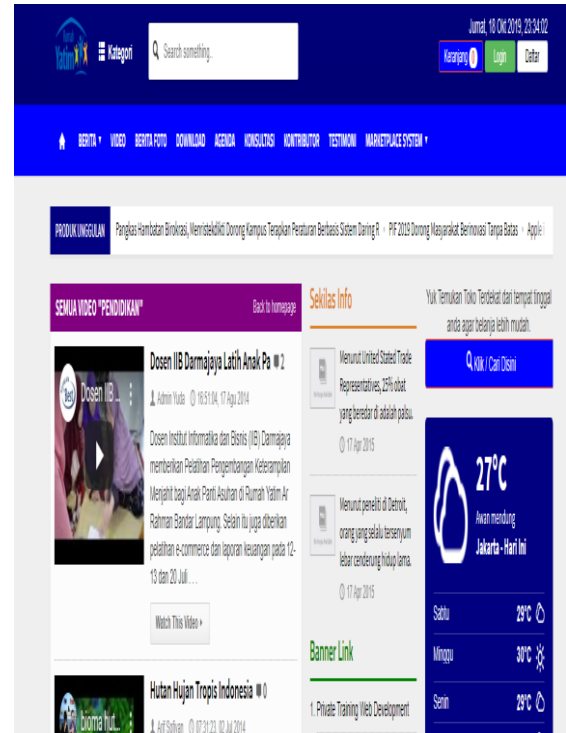 Jumat, 18 Okt 2019, 23:34:02
Rumah
Yatim
Kategori
Search something..
Keranjang 0
Login
Daftar
BERITA VIDEO BERITA FOTO DOWNLOAD AGENDA KONSULTASI KONTRIBUTOR TESTIMONI MARKETPLACE SYSTEM
PRODUK UNGGULAN
Pangkas Hambatan Birokrasi, Menristekdikti Dorong Kampus Terapkan Peraturan Berbasis Sistem Daring R
PIF 2019 Dorong Masyarakat Berinovasi Tanpa Batas
Apple
SEMUA VIDEO "PENDIDIKAN"
Back to homepage
Dosen IIB ...
Dosen IIB Darmajaya Latih Anak Pa 2
Admin Yuda 16:51:04, 17 Agu 2014
Dosen Institut Informatika dan Bisnis (IIB) Darmajaya
memberikan Pelatihan Pengembangan Keterampilan
Menjahit bagi Anak Panti Asuhan di Rumah Yatim Ar
Rahman Bandar Lampung. Selain itu juga diberikan
pelatihan e-commerce dan laporan keuangan pada 12-
13 dan 20 Juli . . .
Watch This Video »
bioma hut...
Hutan Hujan Tropis Indonesia 0
Arif Sofyan 07:31:23, 02 Jul 2014
Sekilas Info
Menurut United Stated Trade
Representatives, 25% obat
yang beredar di adalah palsu.
17 Apr 2015
Menurut peneliti di Detroit,
orang yang selalu tersenyum
lebar cenderung hidup lama.
17 Apr 2015
Banner Link
1. Private Training Web Development
Yuk Temukan Toko Terdekat dari tempat tinggal
anda agar belanja lebih mudah.
Klik / Cari Disini
27°C
Awan mendung
Jakarta - Hari Ini
Sabtu 29°C
Minggu 30°C
Senin 29°C